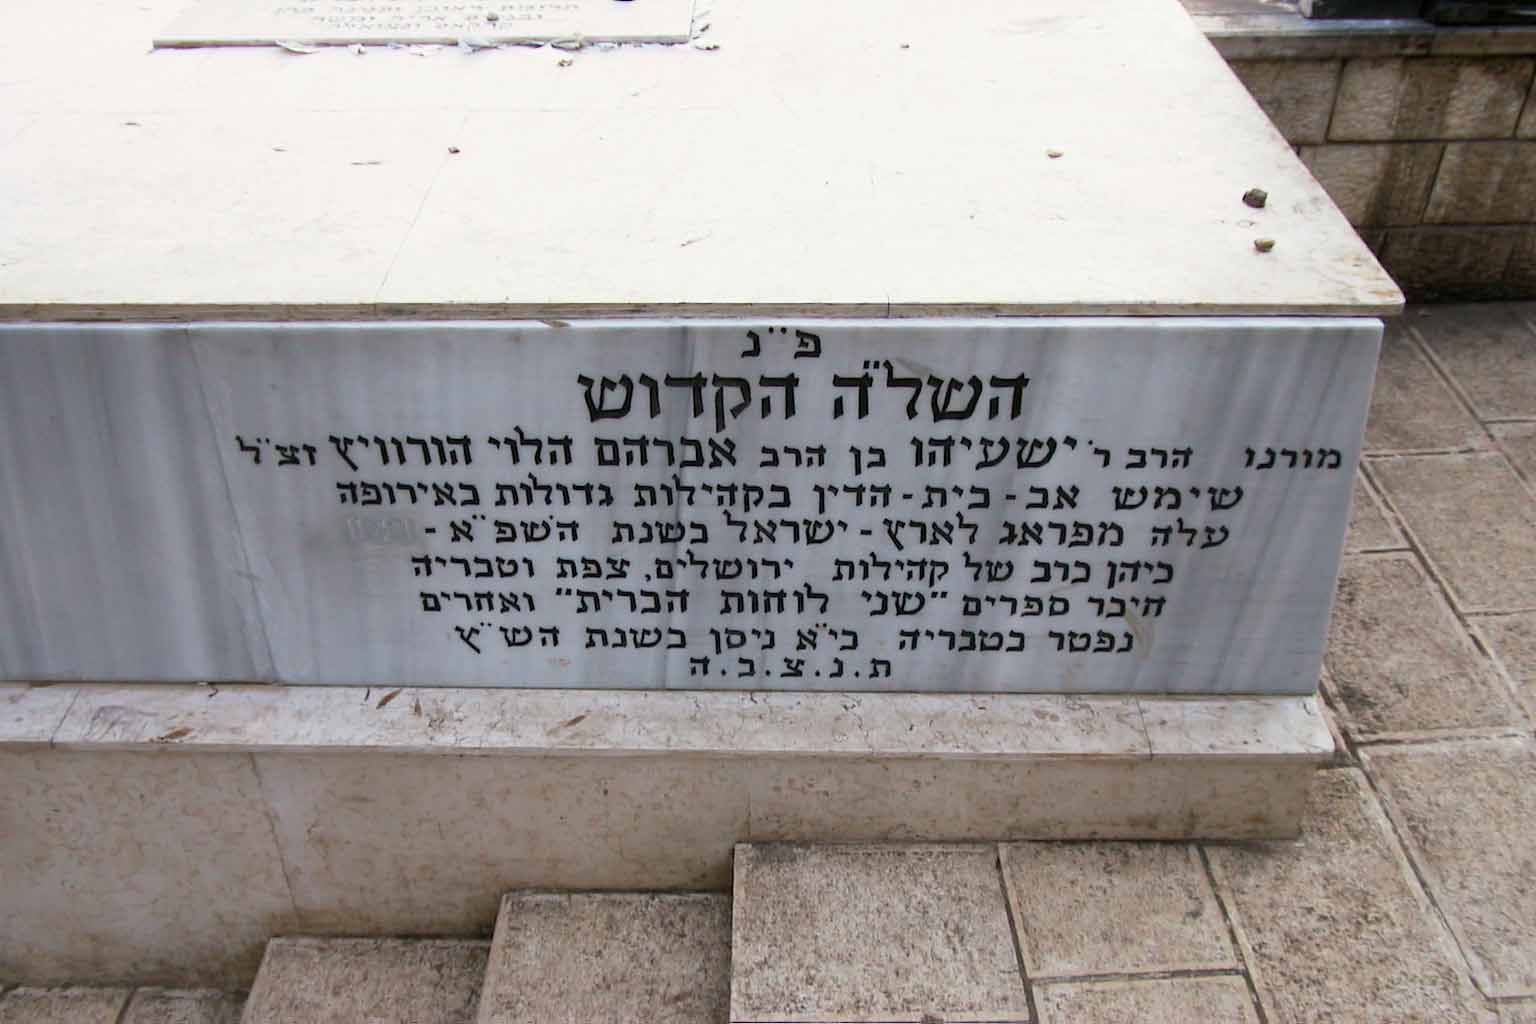 פ"נ
השל"ה הקדוש
מורנו הרב ר' ישעיהו בן הרב אברהם הלוי הורוויץ זצ"ל
שימש אב-בית-הדין בקהילות גדולות באירופה
עלה מפראג לארץ-ישראל בשנת השפ"א-
כיהן כרב של קהילות ירושלים, צפת וטבריה
חיבר ספרים "שני לוחות הברית" ואחרים
נפטר בטבריה בי"א ניסן בשנת הש"ץ
ת.נ.צ.ב.ה